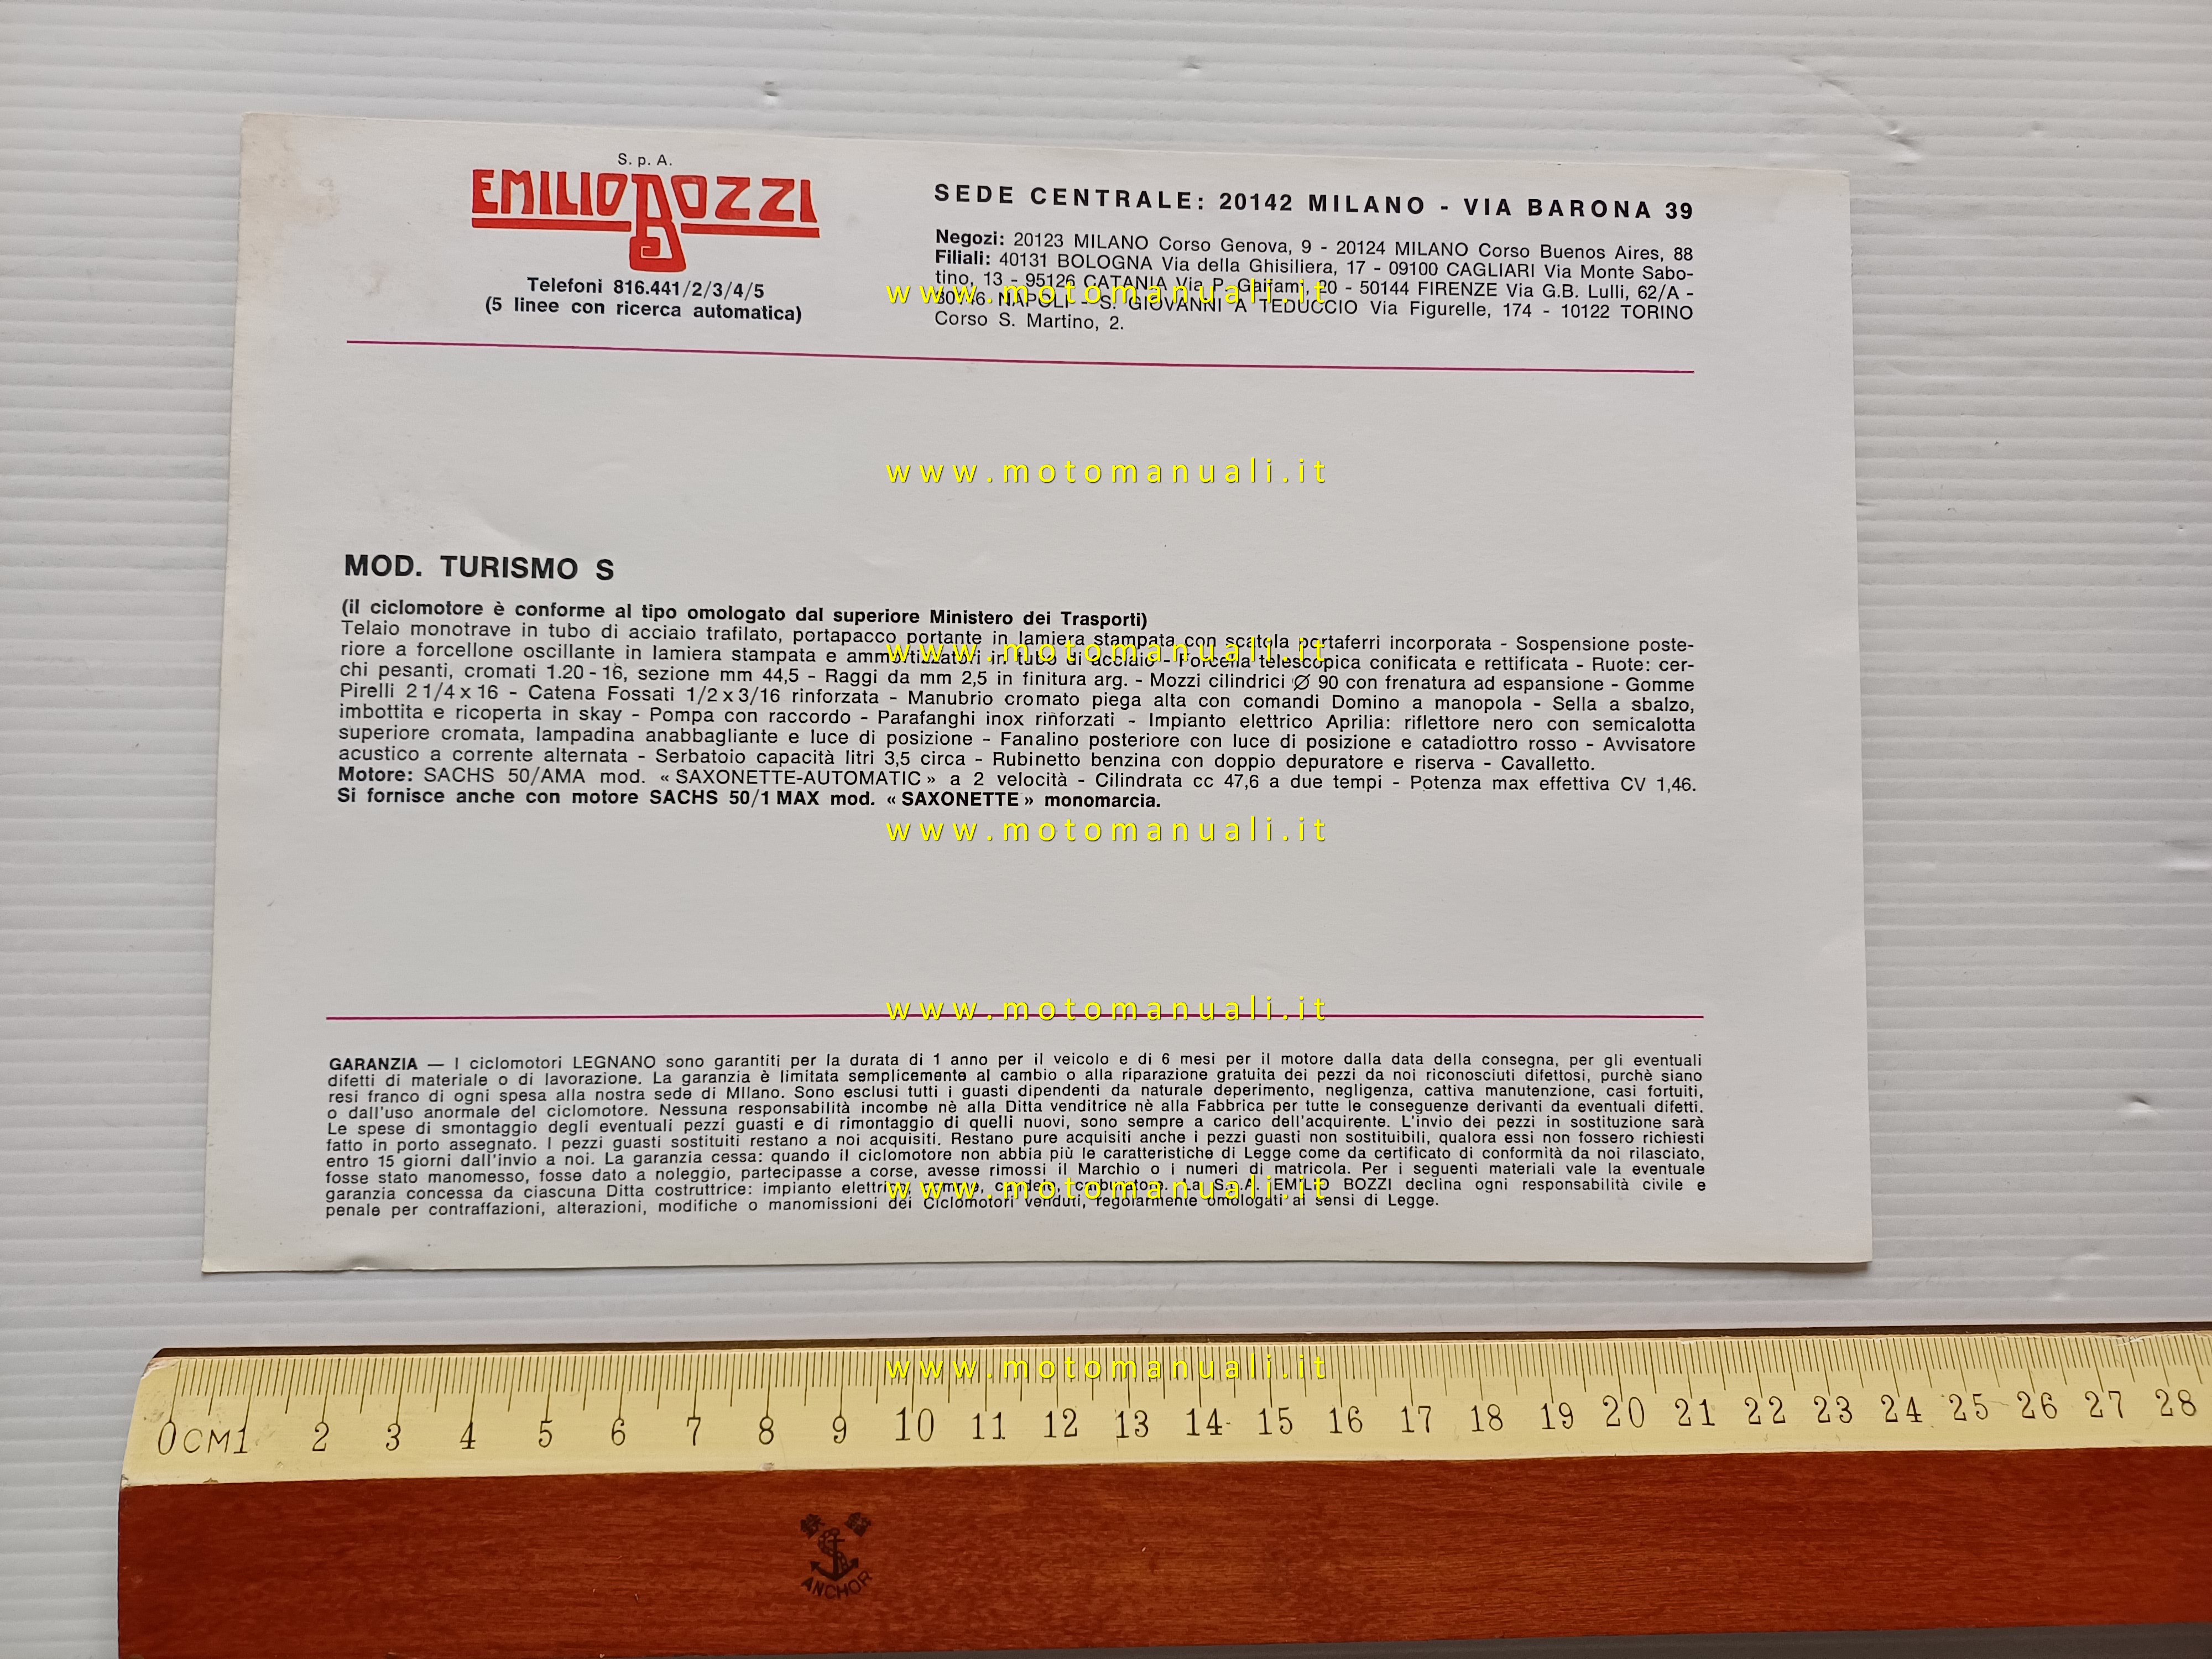 S. p. A.
EMILIO BOZZI
Telefoni 816.441/2/3/4/5
(5 linee con ricerca automatica)
SEDE CENTRALE: 20142 MILANO - VIA BARONA 39
Negozi: 20123 MILANO Corso Genova, 9 - 20124 MILANO Corso Buenos Aires, 88
Filiali: 40131 BOLOGNA Via della Ghisiliera, 17 - 09100 CAGLIARI Via Monte Sabo-
tino, 13 - 95126 CATANIA Via P. 20 - 50144 FIRENZE Via G.B. Lulli, 62/A -
NAPOLI - S. GIOVANNI A TEDUCCIO Via Figurelle, 174 - 10122 TORINO
Corso S. Martino, 2.
www.motomanuali.it
www.motomanuali.it
MOD. TURISMO S
(il ciclomotore è conforme al tipo omologato dal superiore Ministero dei Trasporti)
Telaio monotrave in tubo di acciaio trafilato, portapacco portante in lamiera stampata con scatola portaferri incorporata - Sospensione poste-
riore a forcellone oscillante in lamiera stampata e ammortizzatori in tubo di acciaio - Forcella telescopica conificata e rettificata - Ruote: cer-
chi pesanti, cromati 1.20 - 16, sezione mm 44,5 - Raggi da mm 2,5 in finitura arg. - Mozzi cilindrici Ø 90 con frenatura ad espansione - Gomme
Pirelli 2 1/4 x 16 - Catena Fossati 1/2 x 3/16 rinforzata - Manubrio cromato piega alta con comandi Domino a manopola - Sella a sbalzo,
imbottita e ricoperta in skay - Pompa con raccordo - Parafanghi inox rinforzati - Impianto elettrico Aprilia: riflettore nero con semicalotta
superiore cromata, lampadina anabbagliante e luce di posizione - Fanalino posteriore con luce di posizione e catadiottro rosso - Avvisatore
acustico a corrente alternata - Serbatoio capacità litri 3,5 circa - Rubinetto benzina con doppio depuratore e riserva - Cavalletto.
Motore: SACHS 50/AMA mod. « SAXONETTE-AUTOMATIC » a 2 velocità - Cilindrata cc 47,6 a due tempi - Potenza max effettiva CV 1,46.
Si fornisce anche con motore SACHS 50/1 MAX mod. « SAXONETTE » monomarcia.
www.motomanuali.it
www.motomanuali.it
www.motomanuali.it
GARANZIA — I ciclomotori LEGNANO sono garantiti per la durata di 1 anno per il veicolo e di 6 mesi per il motore dalla data della consegna, per gli eventuali
difetti di materiale o di lavorazione. La garanzia è limitata semplicemente al cambio o alla riparazione gratuita dei pezzi da noi riconosciuti difettosi, purchè siano
resi franco di ogni spesa alla nostra sede di MIlano. Sono esclusi tutti i guasti dipendenti da naturale deperimento, negligenza, cattiva manutenzione, casi fortuiti,
o dall'uso anormale del ciclomotore. Nessuna responsabilità incombe nè alla Ditta venditrice nè alla Fabbrica per tutte le conseguenze derivanti da eventuali difetti.
Le spese di smontaggio degli eventuali pezzi guasti e di rimontaggio di quelli nuovi, sono sempre a carico dell'acquirente. L'invio dei pezzi in sostituzione sarà
fatto in porto assegnato. I pezzi guasti sostituiti restano a noi acquisiti. Restano pure acquisiti anche i pezzi guasti non sostituibili, qualora essi non fossero richiesti
entro 15 giorni dall'invio a noi. La garanzia cessa: quando il ciclomotore non abbia più le caratteristiche di Legge come da certificato di conformità da noi rilasciato,
fosse stato manomesso, fosse dato a noleggio, partecipasse a corse, avesse rimossi il Marchio o i numeri di matricola. Per i seguenti materiali vale la eventuale
garanzia concessa da ciascuna Ditta costruttrice: impianto elettrico, gomme, candele, carburatore. La S.p.A. EMILIO BOZZI declina ogni responsabilità civile e
penale per contraffazioni, alterazioni, modifiche o manomissioni dei Ciclomotori venduti, regolarmente omologati ai sensi di Legge.
www.motomanuali.it
www.motomanuali.it
0 CM 1 2 3 4 5 6 7 8 9 10 11 12 13 14 15 16 17 18 19 20 21 22 23 24 25 26 27 28
ANCHOR